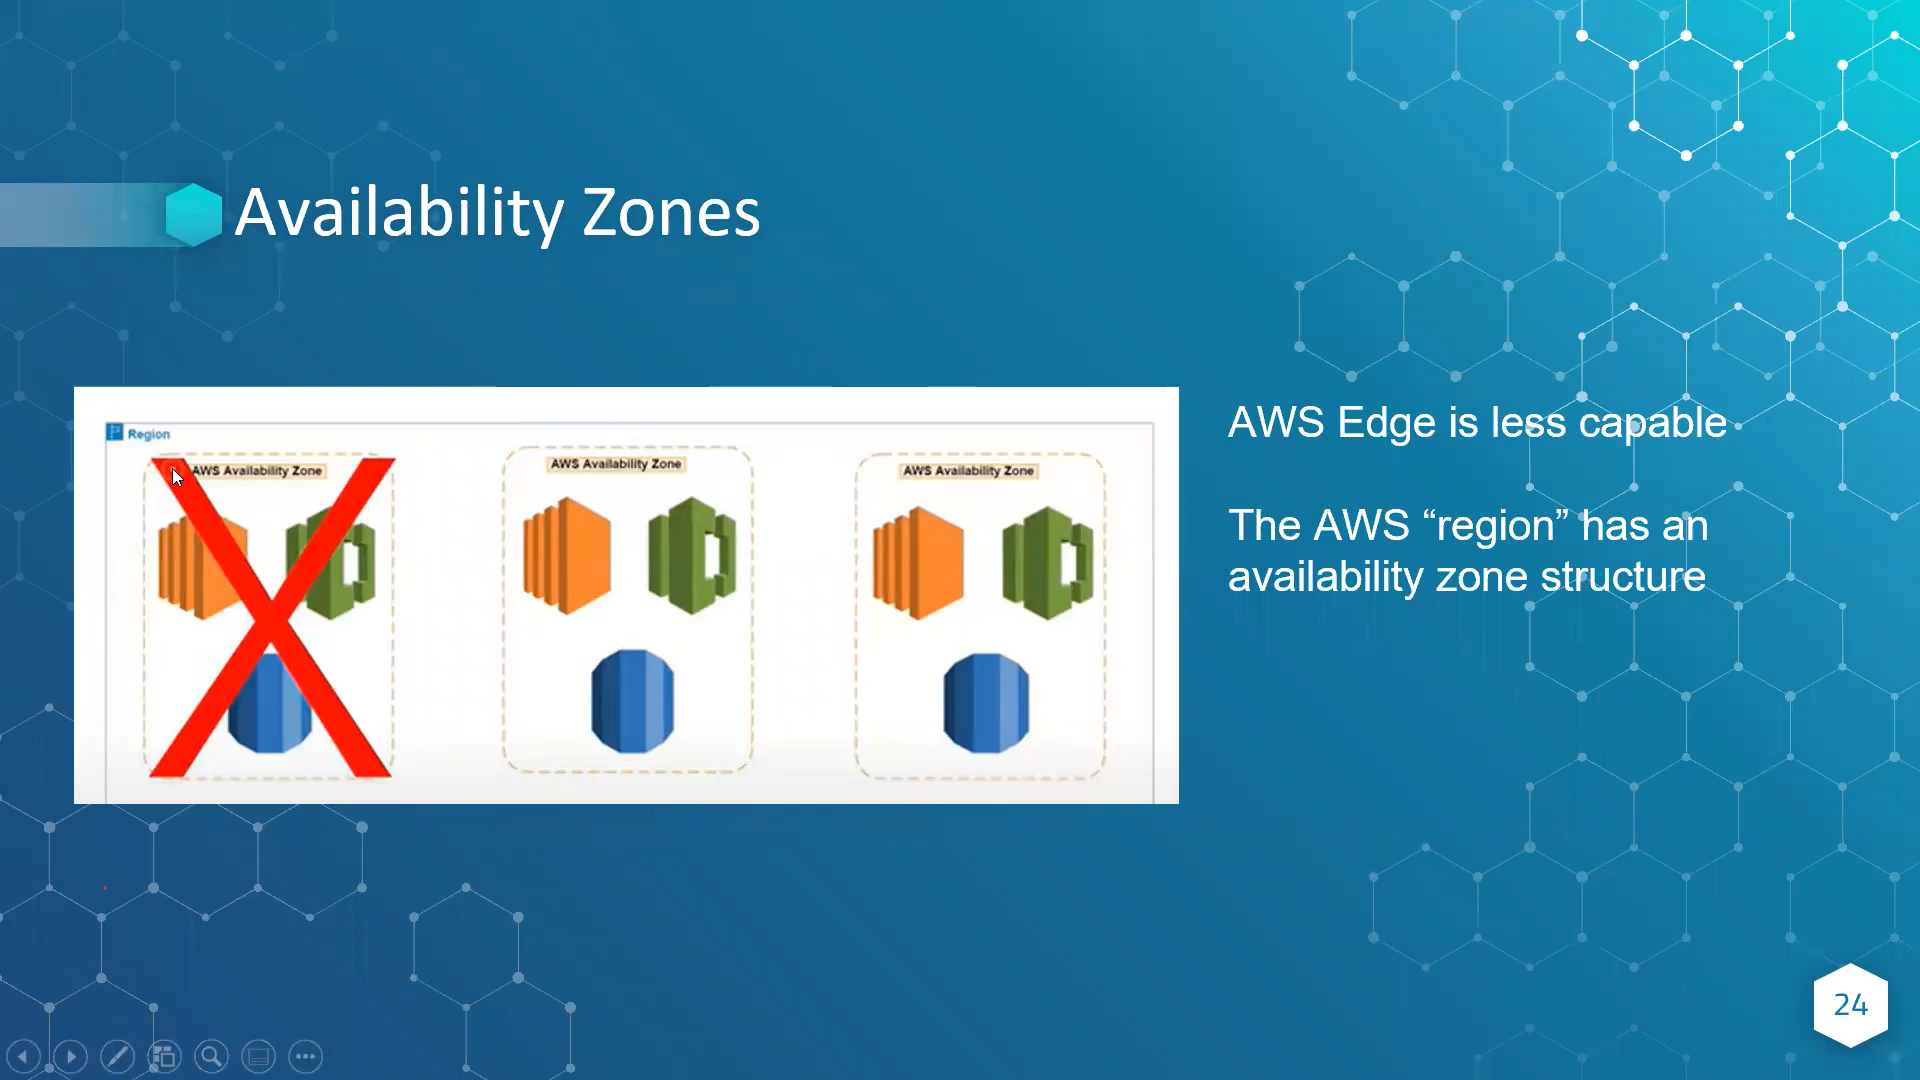 Availability Zones
Region
AWS Availability Zone
AWS Availability Zone
AWS Availability Zone
AWS Edge is less capable
The AWS “region” has an
availability zone structure
24